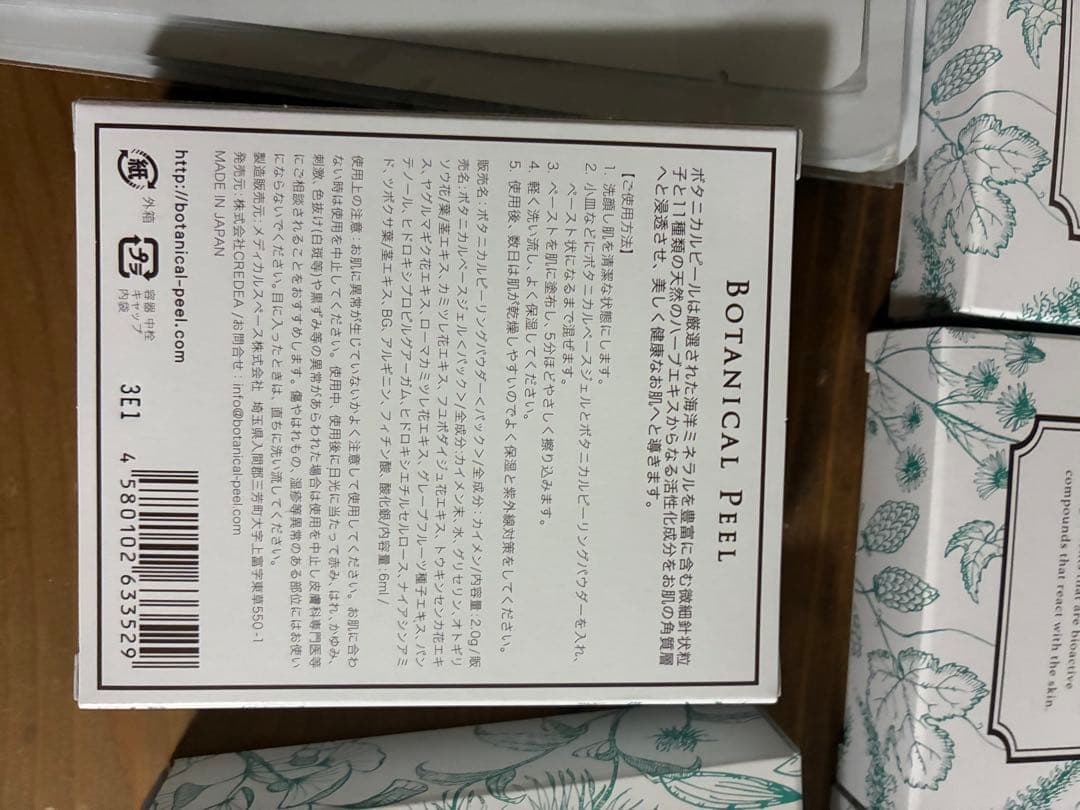 BOTANICAL PEEL
ボタニカルピールは厳選された海洋ミネラルを豊富に含む微細針状粒
子と11種類の天然のハーブエキスからなる活性化成分をお肌の角質層
へと浸透させ、美しく健康なお肌へと導きます。
【ご使用方法】
1. 洗顔し肌を清潔な状態にします。
2. 小皿などにボタニカルベースジェルとボタニカルピーリングパウダーを入れ、
ペースト状になるまで混ぜます。
3. ペーストを肌に塗布し、5分ほどやさしく擦り込みます。
4. 軽く洗い流し、よく保湿してください。
5. 使用後、数日は肌が乾燥しやすいのでよく保湿と紫外線対策をしてください。
販売名:ボタニカルピーリングパウダー<パック>/全成分:カイメン/内容量:2.0g/販
売名:ボタニカルベースジェル<パック>/全成分:カイメン末、水、グリセリン、オトギリ
ソウ花/葉/茎エキス、カミツレ花エキス、フユボダイジュ花エキス、トウキンセンカ花エキ
ス、ヤグルマギク花エキス、ローマカミツレ花エキス、グレープフルーツ種子エキス、パン
テノール、ヒドロキシプロピルグアーガム、ヒドロキシエチルセルロース、ナイアシンアミ
ド、ツボクサ葉/茎エキス、BG、アルギニン、フィチン酸、酸化銀/内容量:6ml /
使用上の注意:お肌に異常が生じていないかよく注意して使用してください。お肌に合わ
ない時は使用を中止してください。使用中、使用後に日光に当たって赤み、はれ、かゆみ、
刺激、色抜け(白斑等)や黒ずみ等の異常があらわれた場合は使用を中止し皮膚科専門医等
にご相談されることをおすすめします。傷やはれもの、湿疹等異常のある部位にはお使い
にならないでください。目に入ったときは、直ちに洗い流してください。
製造販売元:メディカルスペース株式会社 埼玉県入間郡三芳町大字上富字東草550-1
発売元:株式会社CREDEA /お問合せ:info@botanical-peel.com
MADE IN JAPAN
http://botanical-peel.com
3E1
紙 外箱
プラ 容器 中栓
キャップ
内袋
4 580102 633529
that are bioactive
compounds that react with the skin.